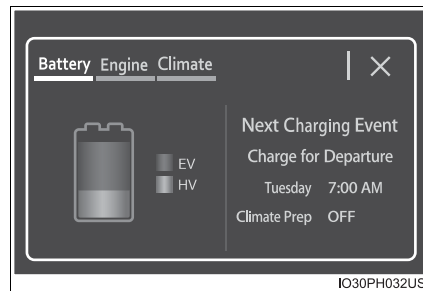 Battery Engine Climate
Next Charging Event
Charge for Departure
EV
HV
Tuesday 7:00 AM
Climate Prep OFF
IO30PH032US